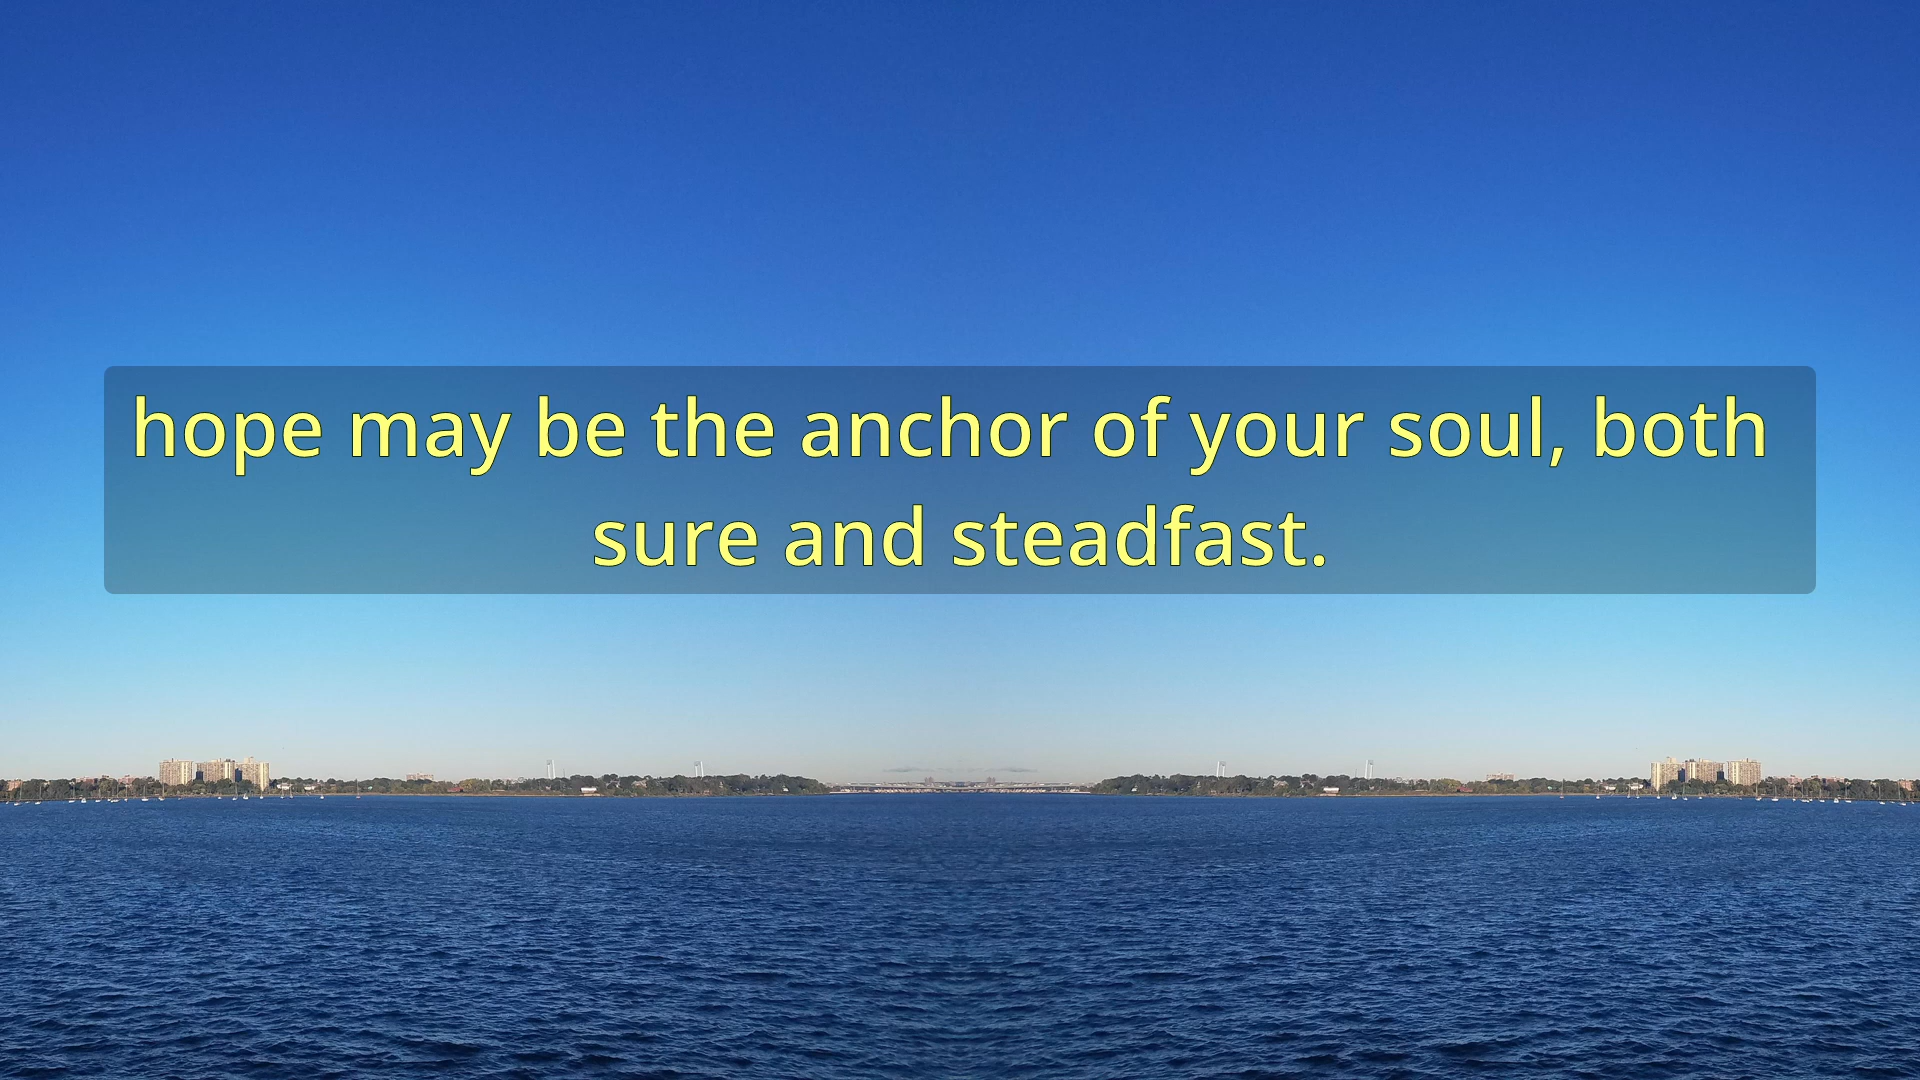 hope may be the anchor of your soul, both
sure and steadfast.